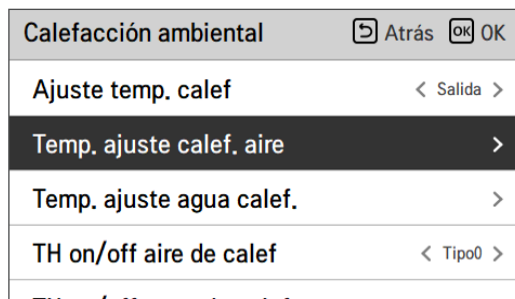 Calefacción ambiental Atrás OK OK
Ajuste temp. calef < Salida >
Temp. ajuste calef. aire >
Temp. ajuste agua calef. >
TH on/off aire de calef < Tipo0 >